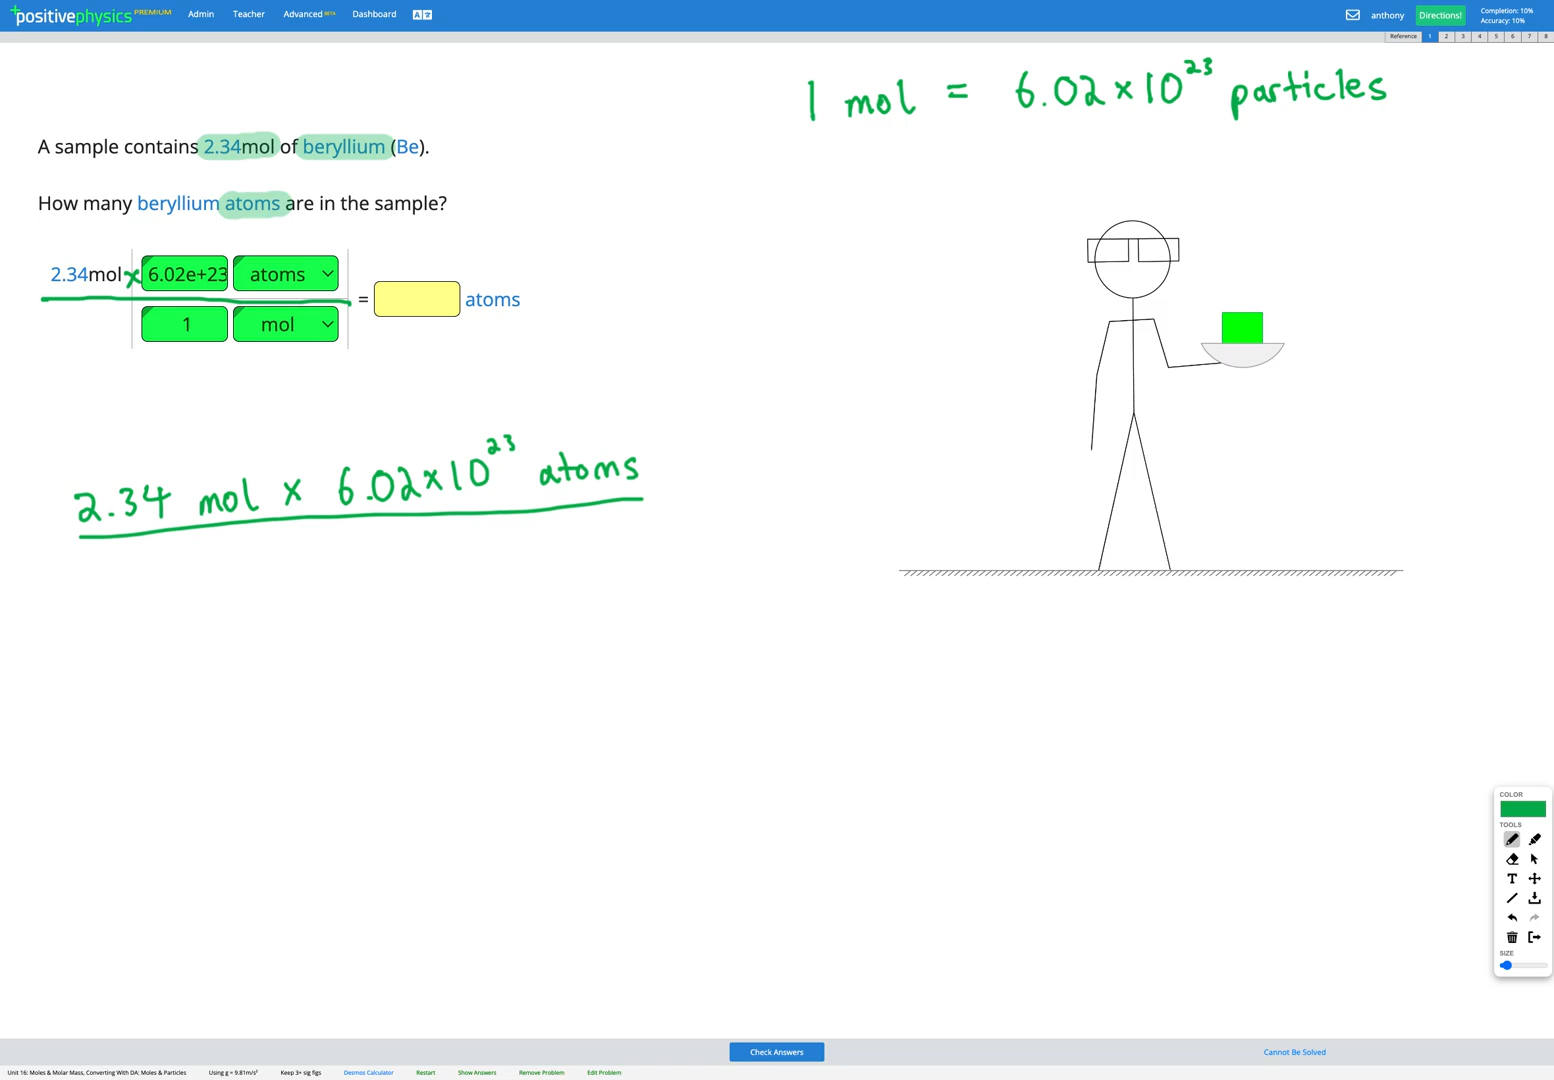 +positivephysics PREMIUM Admin Teacher Advanced BETA Dashboard A anthony Directions! Completion: 10%
Accuracy: 10%
Reference 1 2 3 4 5 6 7 8
1 mol = 6.02 × 10²³ particles
A sample contains 2.34mol of beryllium (Be).
How many beryllium atoms are in the sample?
2.34mol × 6.02e+23 atoms
= atoms
1 mol
2.34 mol × 6.02×10²³ atoms
COLOR
TOOLS
T
SIZE
Check Answers Cannot Be Solved
Unit 16: Moles & Molar Mass, Converting With DA: Moles & Particles Using g = 9.81m/s² Keep 3+ sig figs Desmos Calculator Restart Show Answers Remove Problem Edit Problem